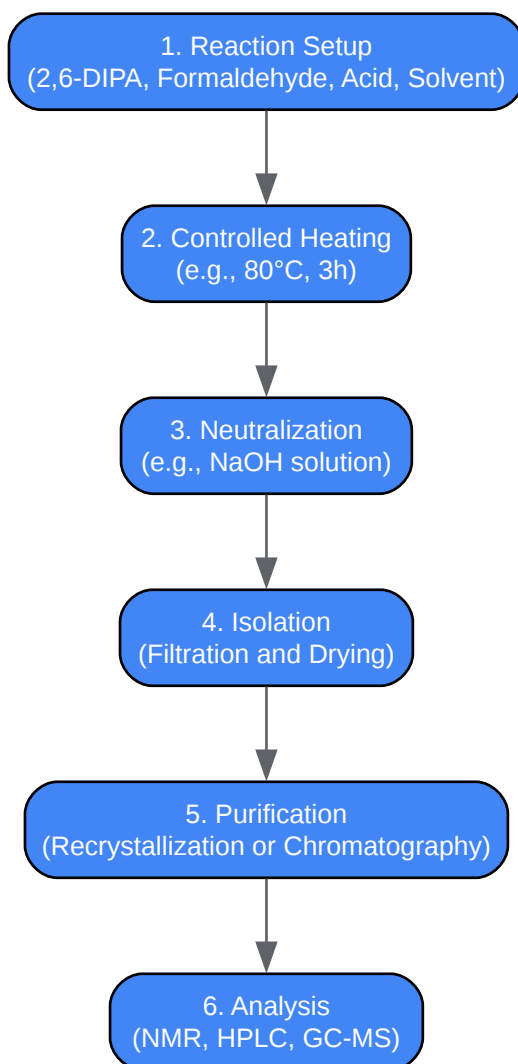 1. Reaction Setup
(2,6-DIPA, Formaldehyde, Acid, Solvent)
2. Controlled Heating
(e.g., 80°C, 3h)
3. Neutralization
(e.g., NaOH solution)
4. Isolation
(Filtration and Drying)
5. Purification
(Recrystallization or Chromatography)
6. Analysis
(NMR, HPLC, GC-MS)